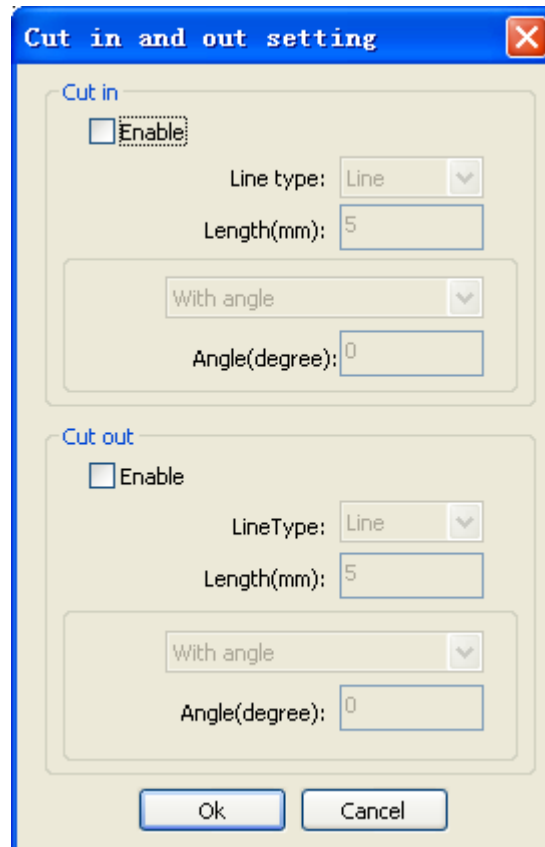 Cut in and out setting
Cut in
Enable
Line type: Line
Length(mm): 5
With angle
Angle(degree): 0
Cut out
Enable
LineType: Line
Length(mm): 5
With angle
Angle(degree): 0
Ok Cancel